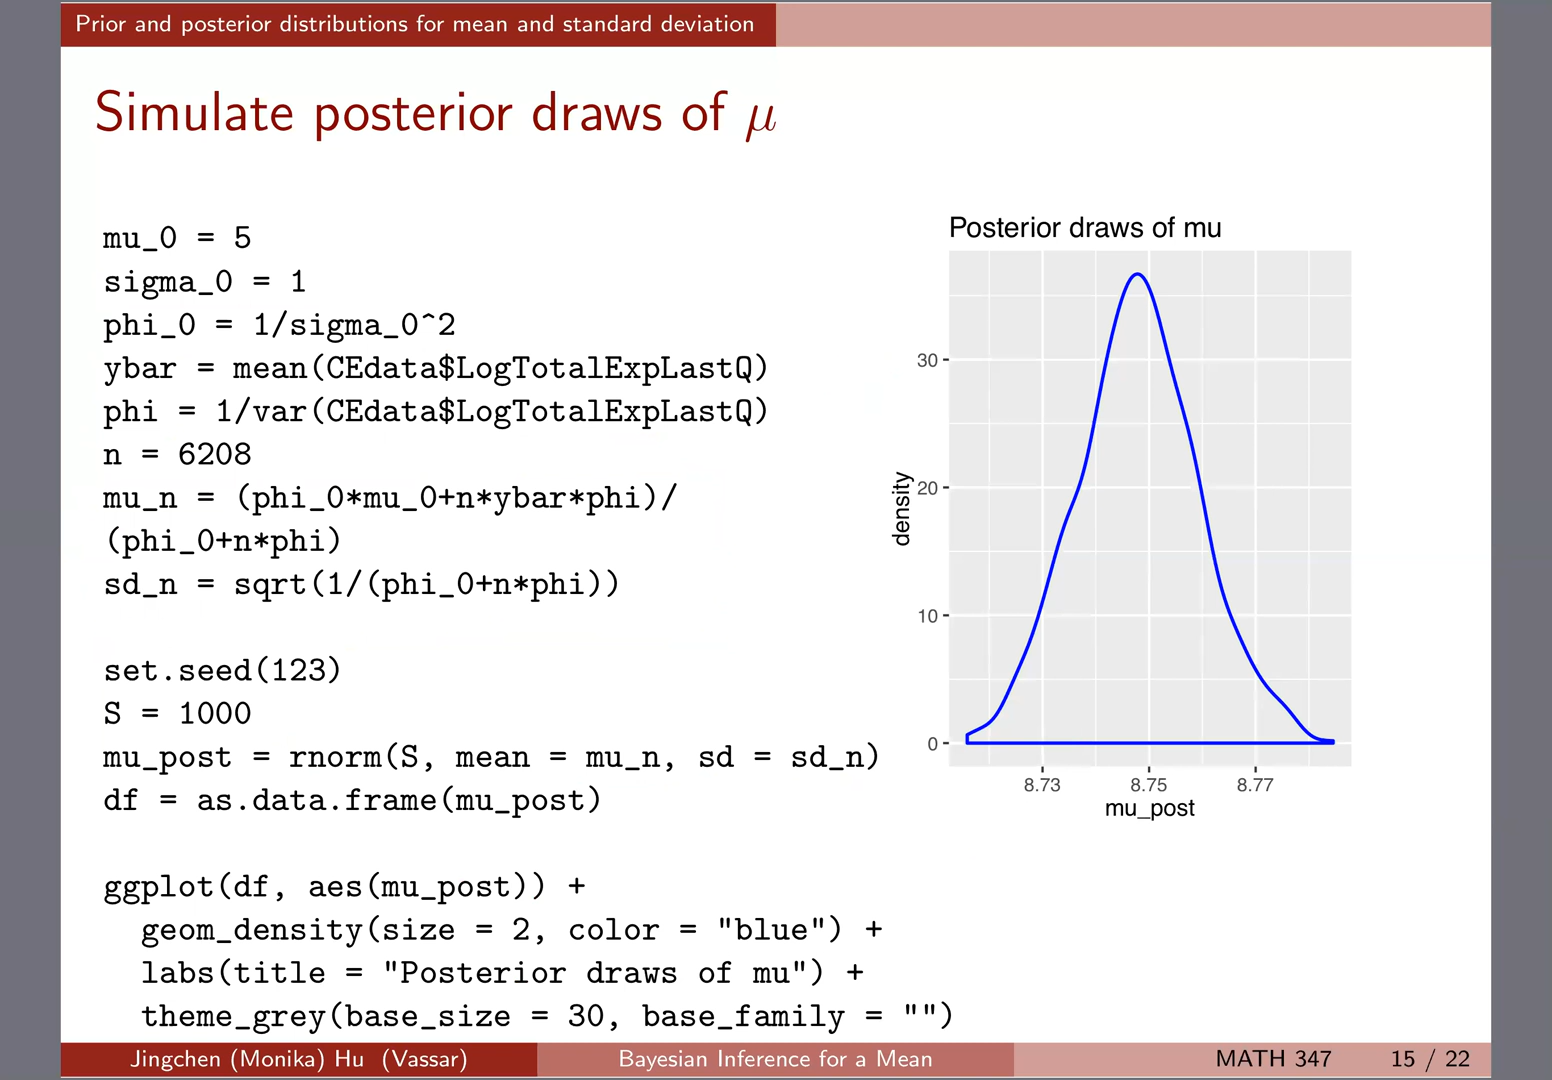 Prior and posterior distributions for mean and standard deviation
Simulate posterior draws of μ
mu_0 = 5
sigma_0 = 1
phi_0 = 1/sigma_0^2
ybar = mean(CEdata$LogTotalExpLastQ)
phi = 1/var(CEdata$LogTotalExpLastQ)
n = 6208
mu_n = (phi_0*mu_0+n*ybar*phi)/
(phi_0+n*phi)
sd_n = sqrt(1/(phi_0+n*phi))
set.seed(123)
S = 1000
mu_post = rnorm(S, mean = mu_n, sd = sd_n)
df = as.data.frame(mu_post)
ggplot(df, aes(mu_post)) +
geom_density(size = 2, color = "blue") +
labs(title = "Posterior draws of mu") +
theme_grey(base_size = 30, base_family = "")
Posterior draws of mu
density
30
20
10
0
8.73 8.75 8.77
mu_post
Jingchen (Monika) Hu (Vassar) Bayesian Inference for a Mean MATH 347 15 / 22